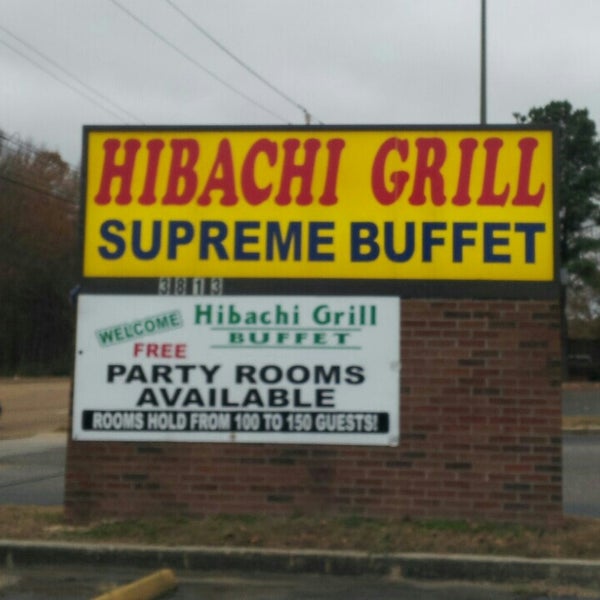 HIBACHI GRILL
SUPREME BUFFET
3813
WELCOME
Hibachi Grill
BUFFET
FREE
PARTY ROOMS
AVAILABLE
ROOMS HOLD FROM 100 TO 150 GUESTS!